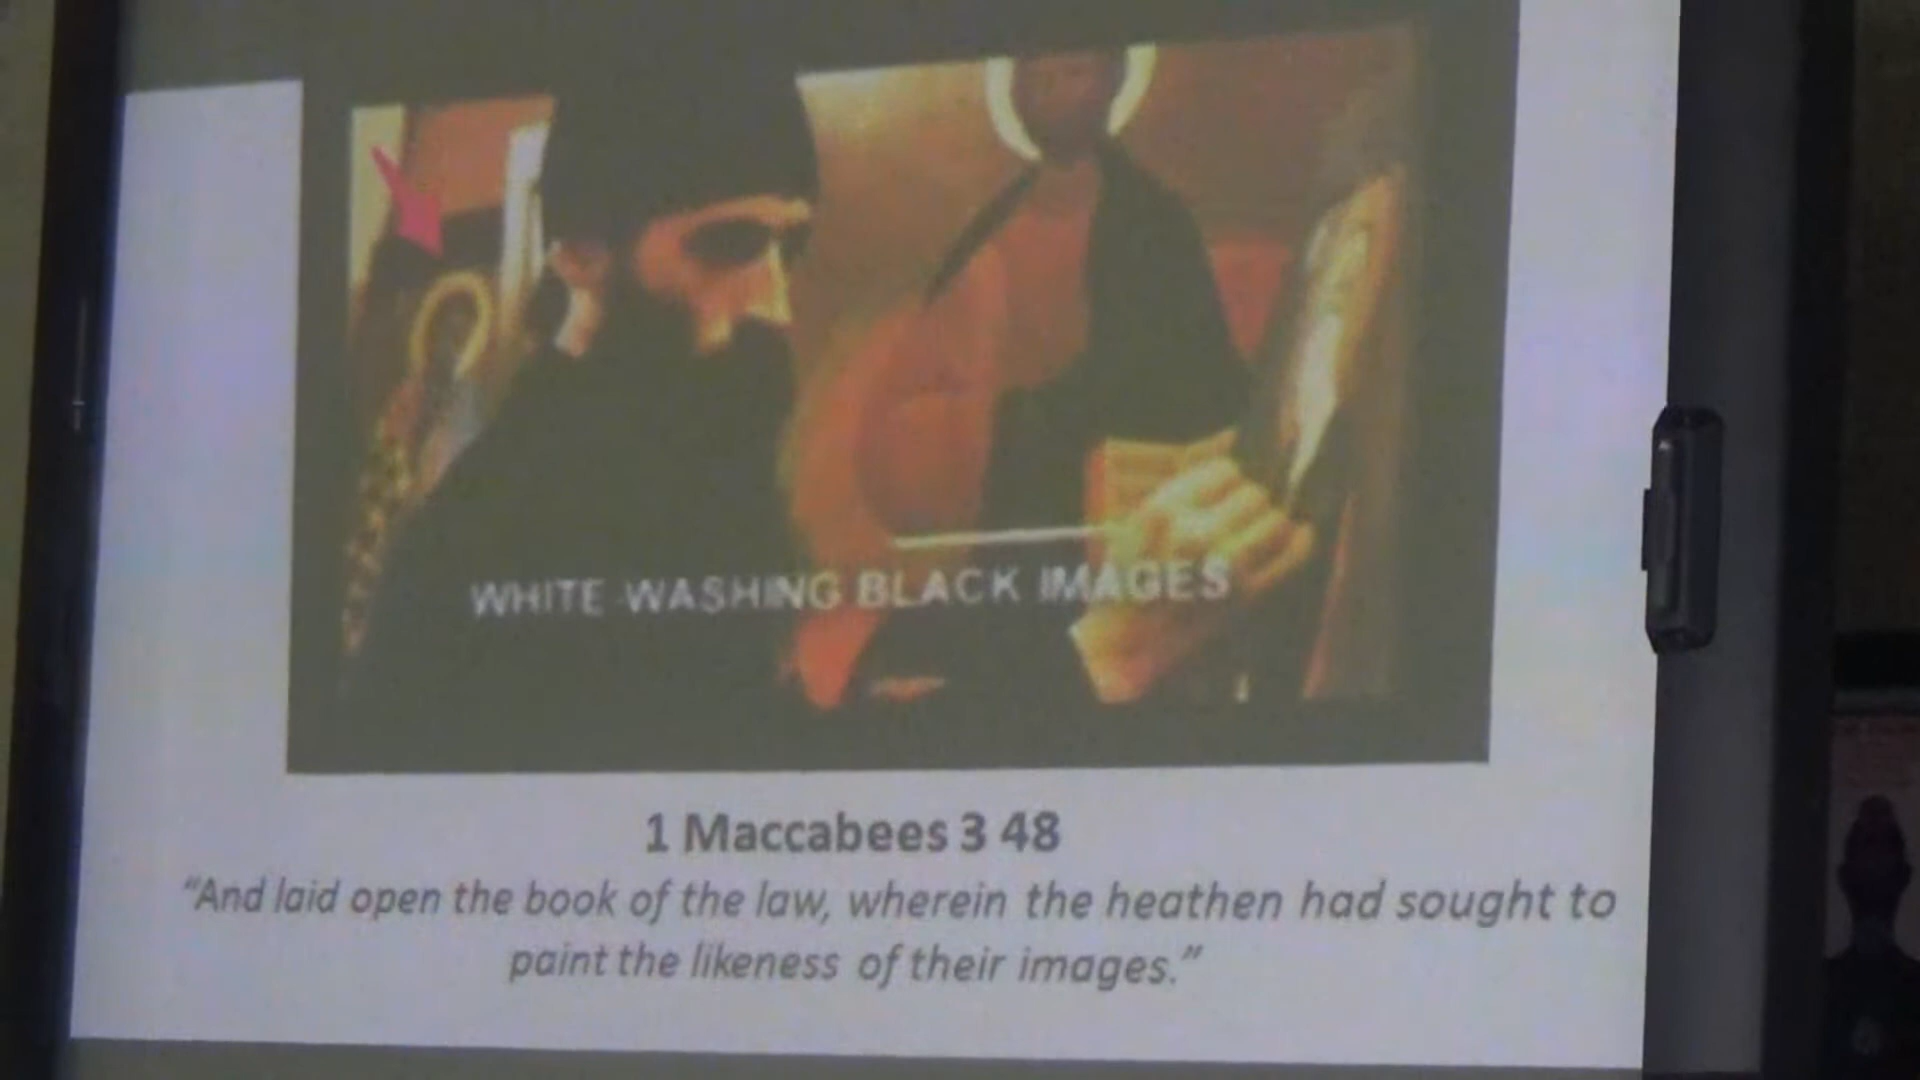 WHITE WASHING BLACK IMAGES
1 Maccabees 3 48
“And laid open the book of the law, wherein the heathen had sought to
paint the likeness of their images.”